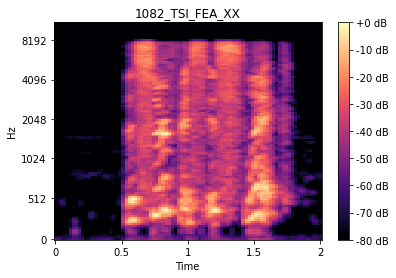 1082_TSI_FEA_XX
+0 dB
8192
-10 dB
4096
-20 dB
-30 dB
2048
Hz
-40 dB
1024
-50 dB
512
-60 dB
-70 dB
0
-80 dB
0 0.5 1 1.5 2
Time